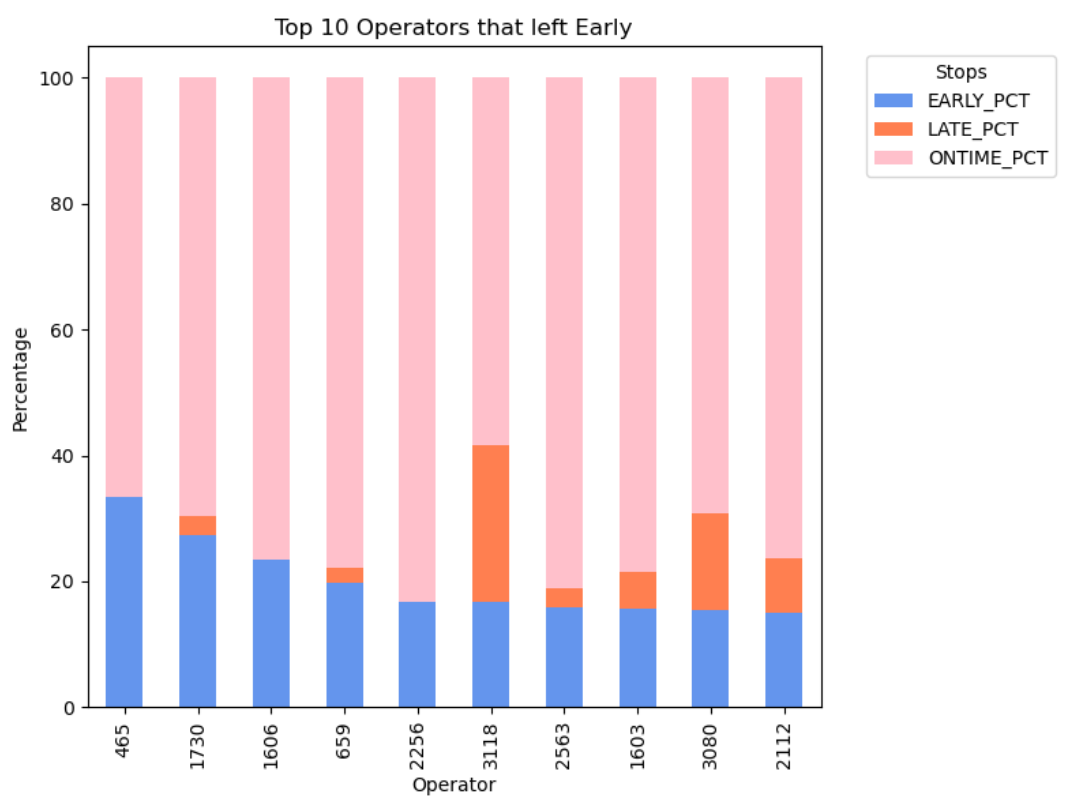 Top 10 Operators that left Early
Stops
EARLY_PCT
LATE_PCT
ONTIME_PCT
100
80
60
40
20
0
Percentage
465
1730
1606
659
2256
3118
2563
1603
3080
2112
Operator